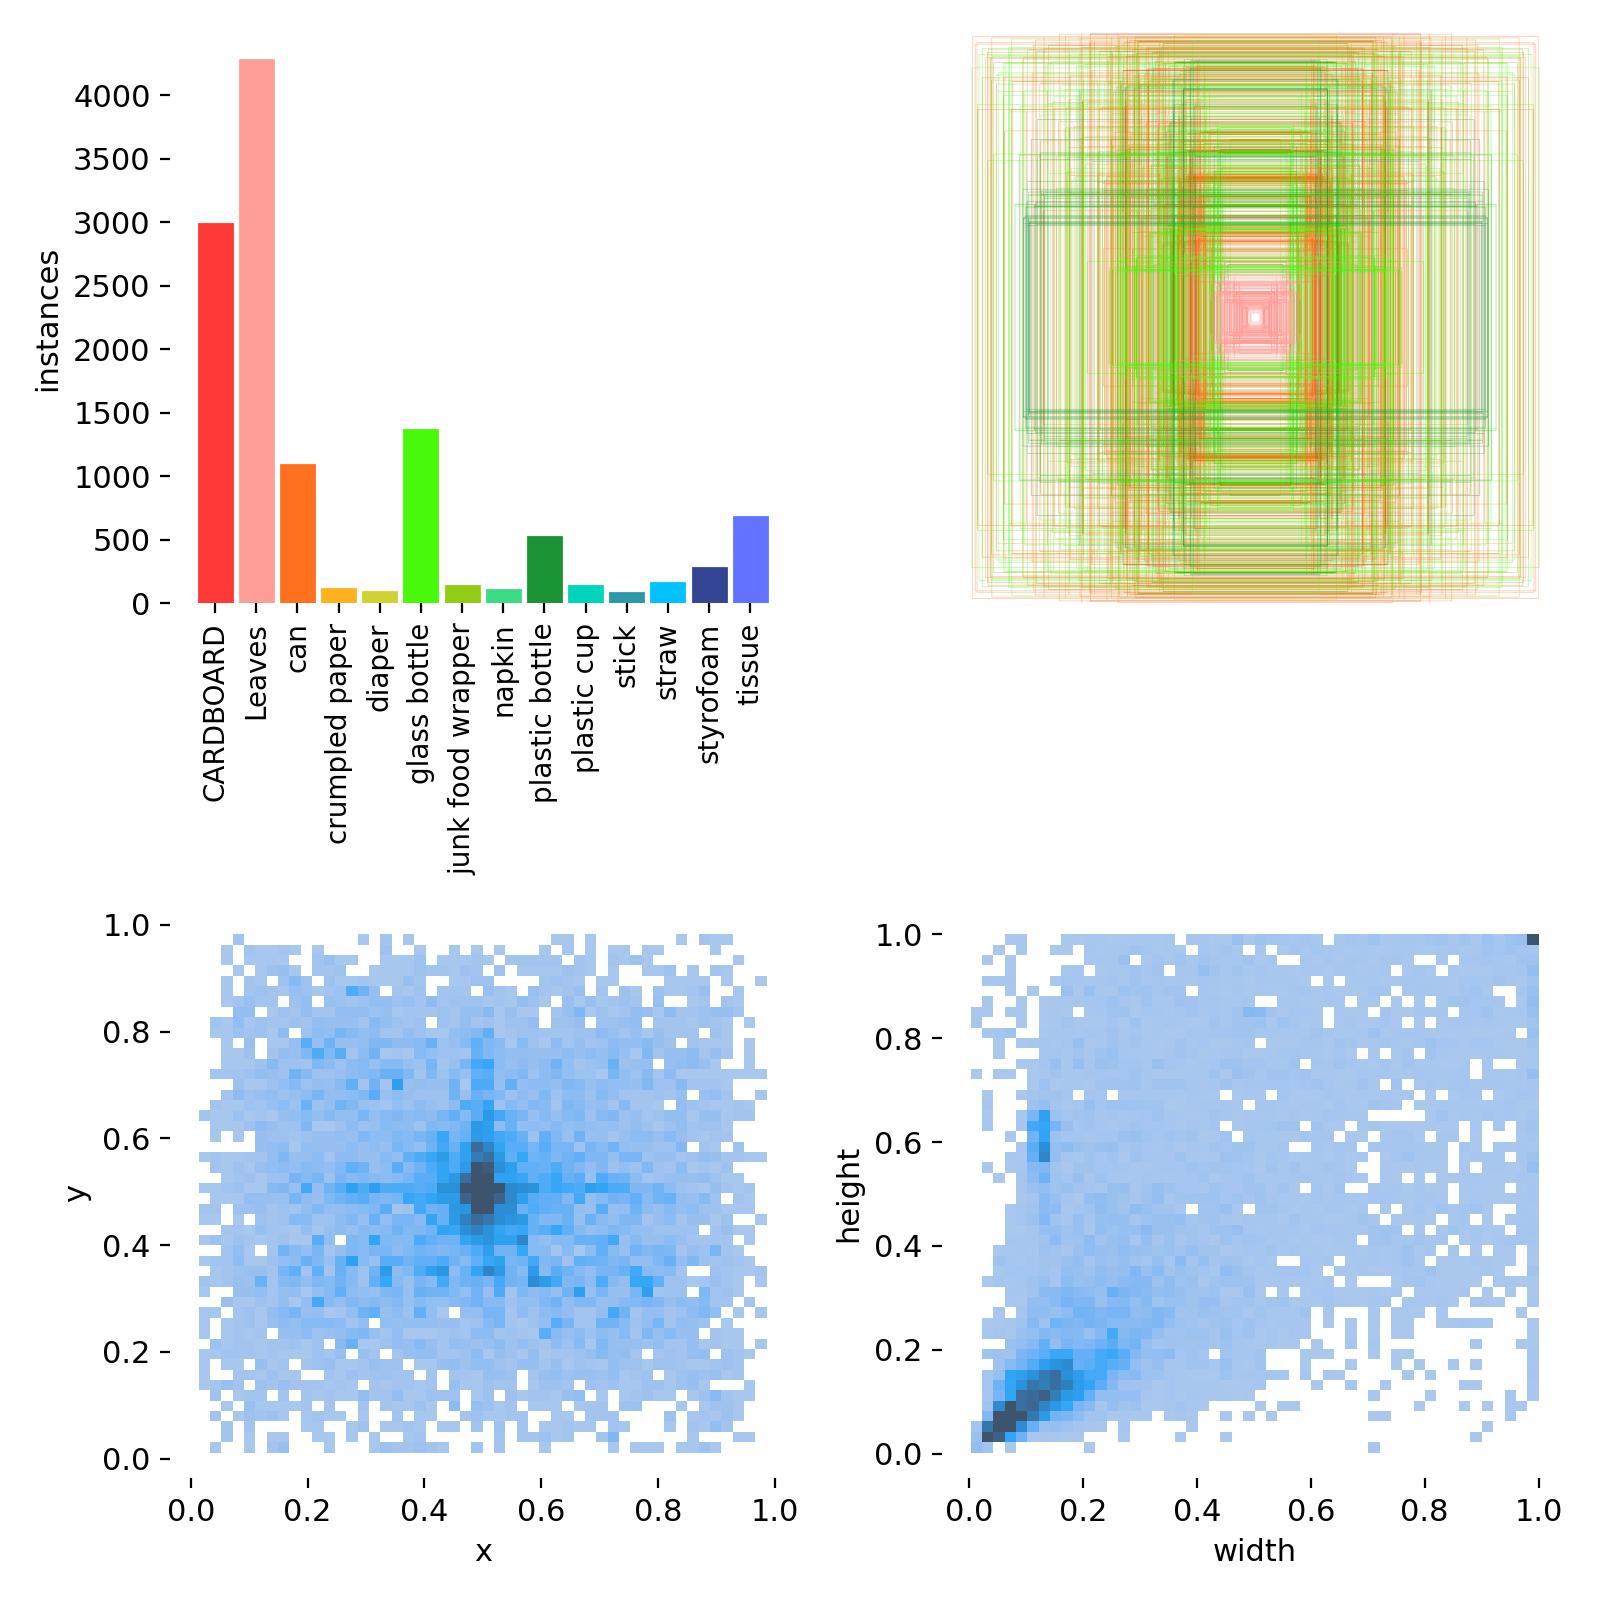 4000
3500
3000
2500
2000
1500
1000
500
0
instances
CARDBOARD
Leaves
can
crumpled paper
diaper
glass bottle
junk food wrapper
napkin
plastic bottle
plastic cup
stick
straw
styrofoam
tissue
1.0
0.8
0.6
0.4
0.2
0.0
y
0.0 0.2 0.4 0.6 0.8 1.0
x
1.0
0.8
0.6
0.4
0.2
0.0
height
0.0 0.2 0.4 0.6 0.8 1.0
width